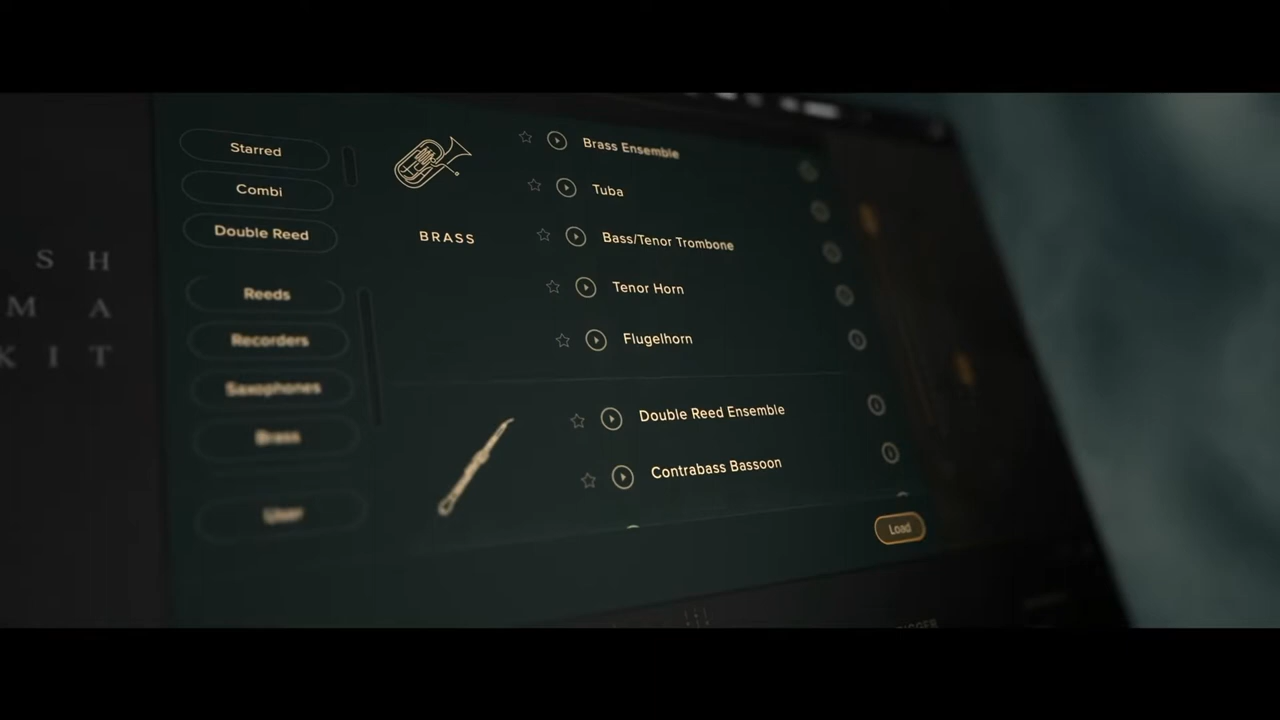 S H
M A
K I T
Starred
Combi
Double Reed
Reeds
Recorders
Saxophones
Brass
User
BRASS
Brass Ensemble
Tuba
Bass/Tenor Trombone
Tenor Horn
Flugelhorn
Double Reed Ensemble
Contrabass Bassoon
Load